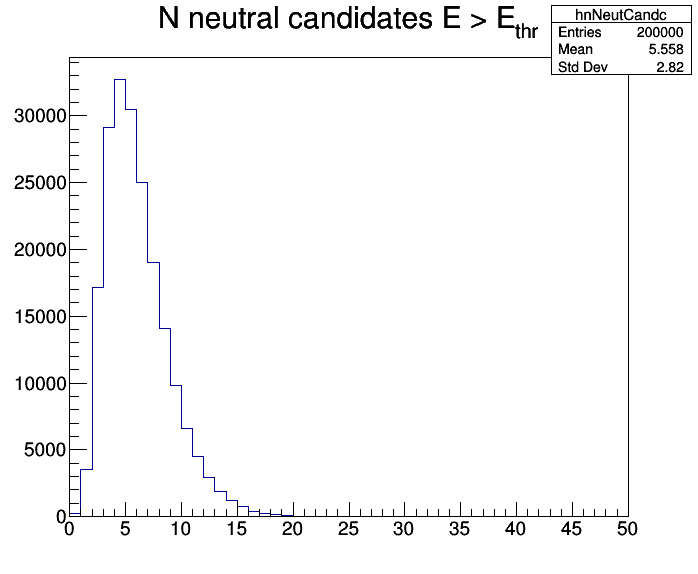 N neutral candidates E > E_thr
hnNeutCandc
Entries 200000
Mean 5.558
Std Dev 2.82
30000
25000
20000
15000
10000
5000
0
0 5 10 15 20 25 30 35 40 45 50